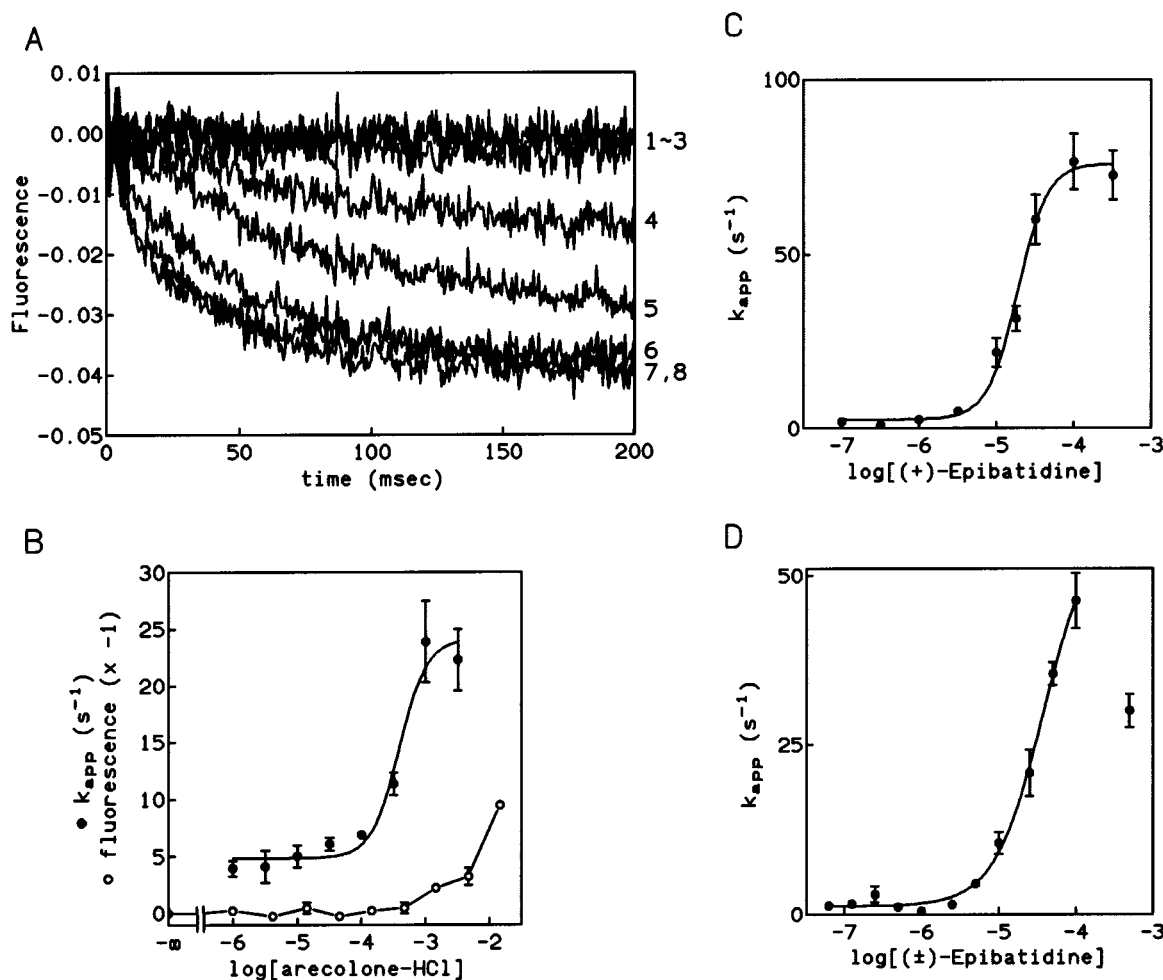 A
Fluorescence
0.01
0.00
-0.01
-0.02
-0.03
-0.04
-0.05
0 50 100 150 200
time (msec)
1~3
4
5
6
7,8
B
● k_app (s⁻¹)
○ fluorescence (x -1)
30
25
20
15
10
5
0
-∞ -6 -5 -4 -3 -2
log[arecolone-HCl]
C
k_app (s⁻¹)
100
50
0
-7 -6 -5 -4 -3
log[(+)-Epibatidine]
D
k_app (s⁻¹)
50
25
0
-7 -6 -5 -4 -3
log[(±)-Epibatidine]